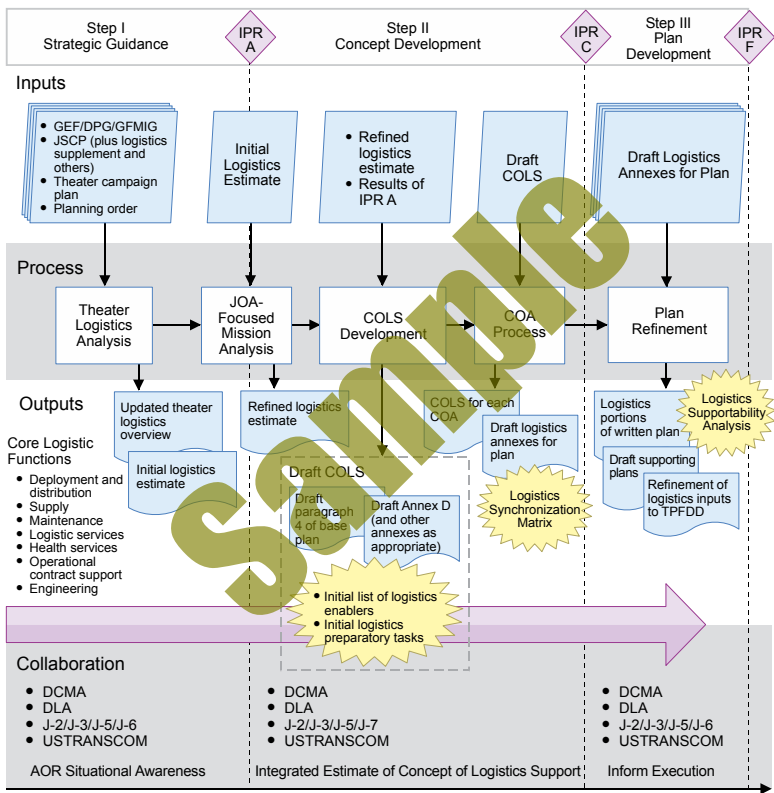 Step I
Strategic Guidance
IPR
A
Step II
Concept Development
IPR
C
Step III
Plan
Development
IPR
F
Inputs
• GEF/DPG/GFMIG
• JSCP (plus logistics
supplement and
others)
• Theater campaign
plan
• Planning order
Initial
Logistics
Estimate
• Refined
logistics
estimate
• Results of
IPR A
Draft
COLS
Draft Logistics
Annexes for Plan
Process
Theater
Logistics
Analysis
JOA-
Focused
Mission
Analysis
COLS
Development
COA
Process
Plan
Refinement
Outputs
Core Logistic
Functions
• Deployment and
distribution
• Supply
• Maintenance
• Logistic services
• Health services
• Operational
contract support
• Engineering
Updated theater
logistics
overview
Initial logistics
estimate
Refined logistics
estimate
Draft COLS
Draft
paragraph
4 of base
plan
Draft Annex D
(and other
annexes as
appropriate)
• Initial list of logistics
enablers
• Initial logistics
preparatory tasks
COLS for each
COA
Draft logistics
annexes for
plan
Logistics
Synchronization
Matrix
Logistics
portions
of written plan
Draft supporting
plans
Refinement of
logistics inputs
to TPFDD
Logistics
Supportability
Analysis
Sample
Collaboration
• DCMA
• DLA
• J-2/J-3/J-5/J-6
• USTRANSCOM
• DCMA
• DLA
• J-2/J-3/J-5/J-7
• USTRANSCOM
• DCMA
• DLA
• J-2/J-3/J-5/J-6
• USTRANSCOM
AOR Situational Awareness
Integrated Estimate of Concept of Logistics Support
Inform Execution